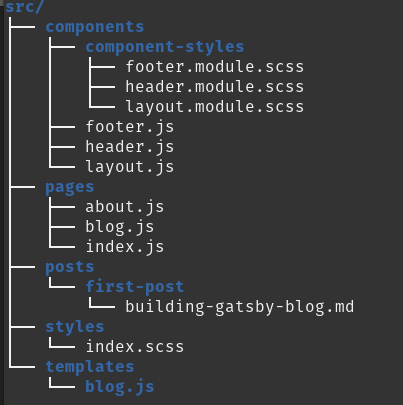 src/
├── components
│   ├── component-styles
│   │   ├── footer.module.scss
│   │   ├── header.module.scss
│   │   └── layout.module.scss
│   ├── footer.js
│   ├── header.js
│   └── layout.js
├── pages
│   ├── about.js
│   ├── blog.js
│   └── index.js
├── posts
│   └── first-post
│       └── building-gatsby-blog.md
├── styles
│   └── index.scss
└── templates
    └── blog.js